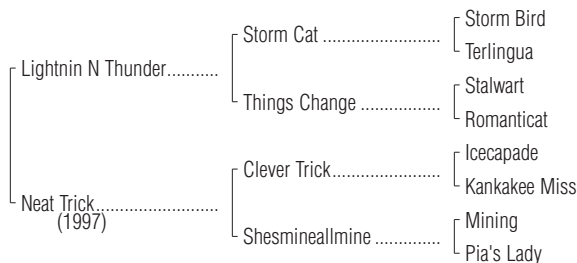 Storm Bird
Storm Cat ..........................
Terlingua
Lightnin N Thunder...........
Stalwart
Things Change .................
Romanticat
Icecapade
Clever Trick.......................
Kankakee Miss
Neat Trick..........................
(1997)
Mining
Shesmineallmine ..............
Pia's Lady